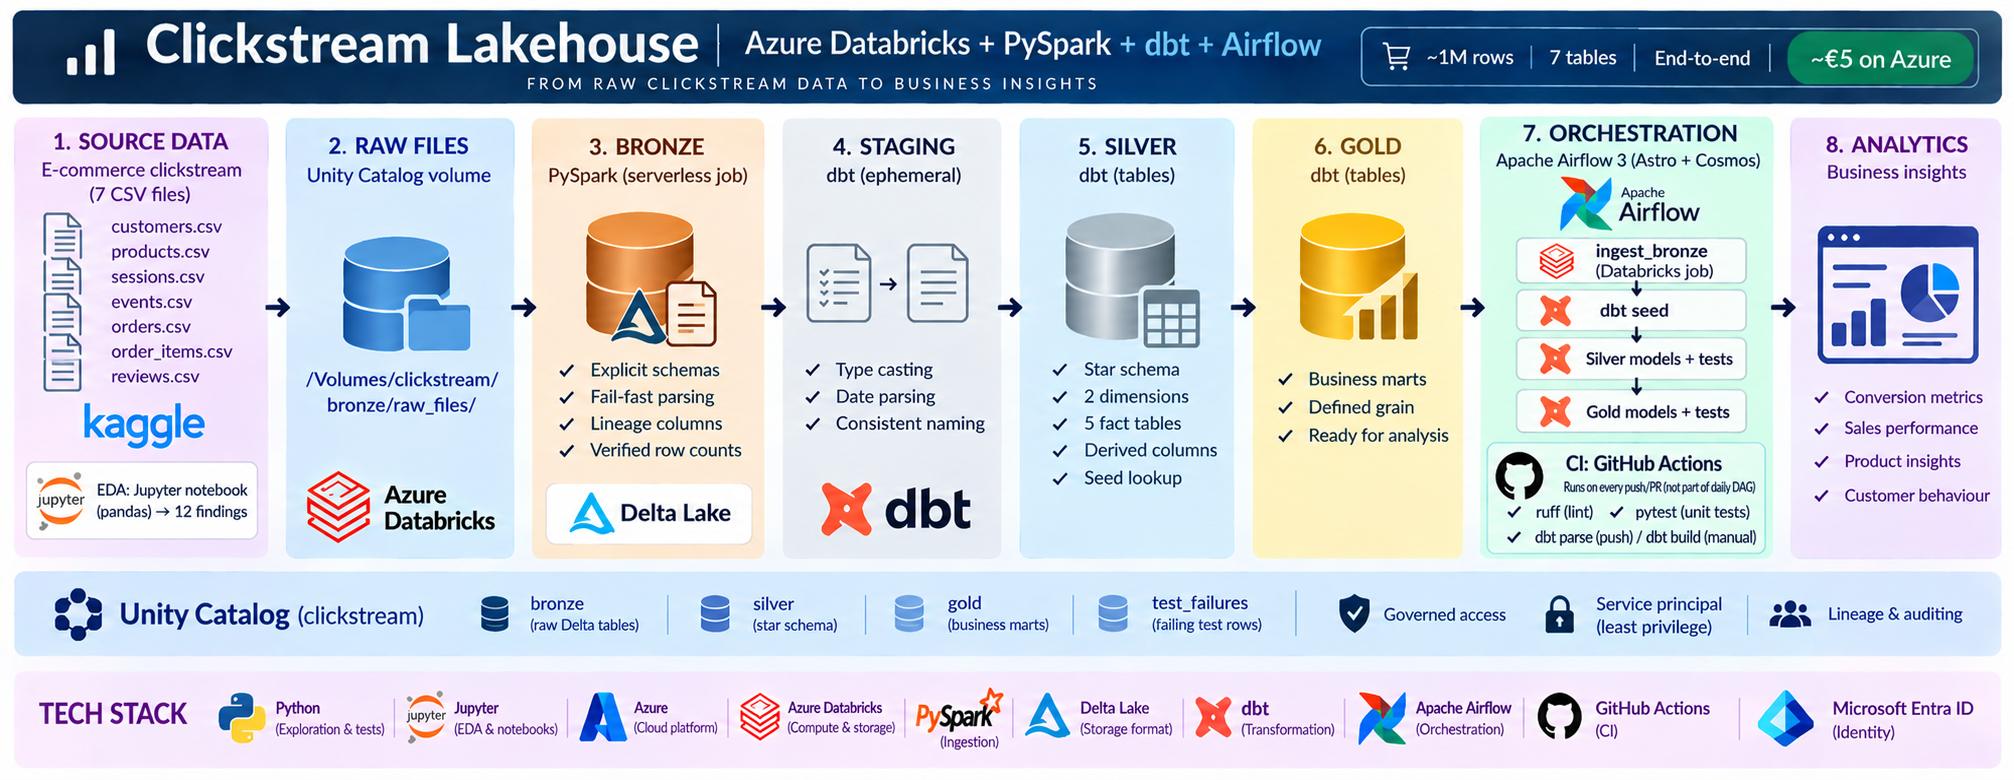 Clickstream Lakehouse
Azure Databricks + PySpark + dbt + Airflow
FROM RAW CLICKSTREAM DATA TO BUSINESS INSIGHTS
~1M rows
7 tables
End-to-end
~€5 on Azure
1. SOURCE DATA
E-commerce clickstream
(7 CSV files)
customers.csv
products.csv
sessions.csv
events.csv
orders.csv
order_items.csv
reviews.csv
kaggle
jupyter
EDA: Jupyter notebook
(pandas) → 12 findings
2. RAW FILES
Unity Catalog volume
/Volumes/clickstream/
bronze/raw_files/
Azure
Databricks
3. BRONZE
PySpark (serverless job)
Explicit schemas
Fail-fast parsing
Lineage columns
Verified row counts
Delta Lake
4. STAGING
dbt (ephemeral)
Type casting
Date parsing
Consistent naming
dbt
5. SILVER
dbt (tables)
Star schema
2 dimensions
5 fact tables
Derived columns
Seed lookup
6. GOLD
dbt (tables)
Business marts
Defined grain
Ready for analysis
7. ORCHESTRATION
Apache Airflow 3 (Astro + Cosmos)
Apache
Airflow
ingest_bronze
(Databricks job)
dbt seed
Silver models + tests
Gold models + tests
CI: GitHub Actions
Runs on every push/PR (not part of daily DAG)
ruff (lint)
pytest (unit tests)
dbt parse (push) / dbt build (manual)
8. ANALYTICS
Business insights
Conversion metrics
Sales performance
Product insights
Customer behaviour
Unity Catalog (clickstream)
bronze
(raw Delta tables)
silver
(star schema)
gold
(business marts)
test_failures
(failing test rows)
Governed access
Service principal
(least privilege)
Lineage & auditing
TECH STACK
Python
(Exploration & tests)
jupyter
Jupyter
(EDA & notebooks)
Azure
(Cloud platform)
Azure Databricks
(Compute & storage)
PySpark
(Ingestion)
Delta Lake
(Storage format)
dbt
(Transformation)
Apache Airflow
(Orchestration)
GitHub Actions
(CI)
Microsoft Entra ID
(Identity)